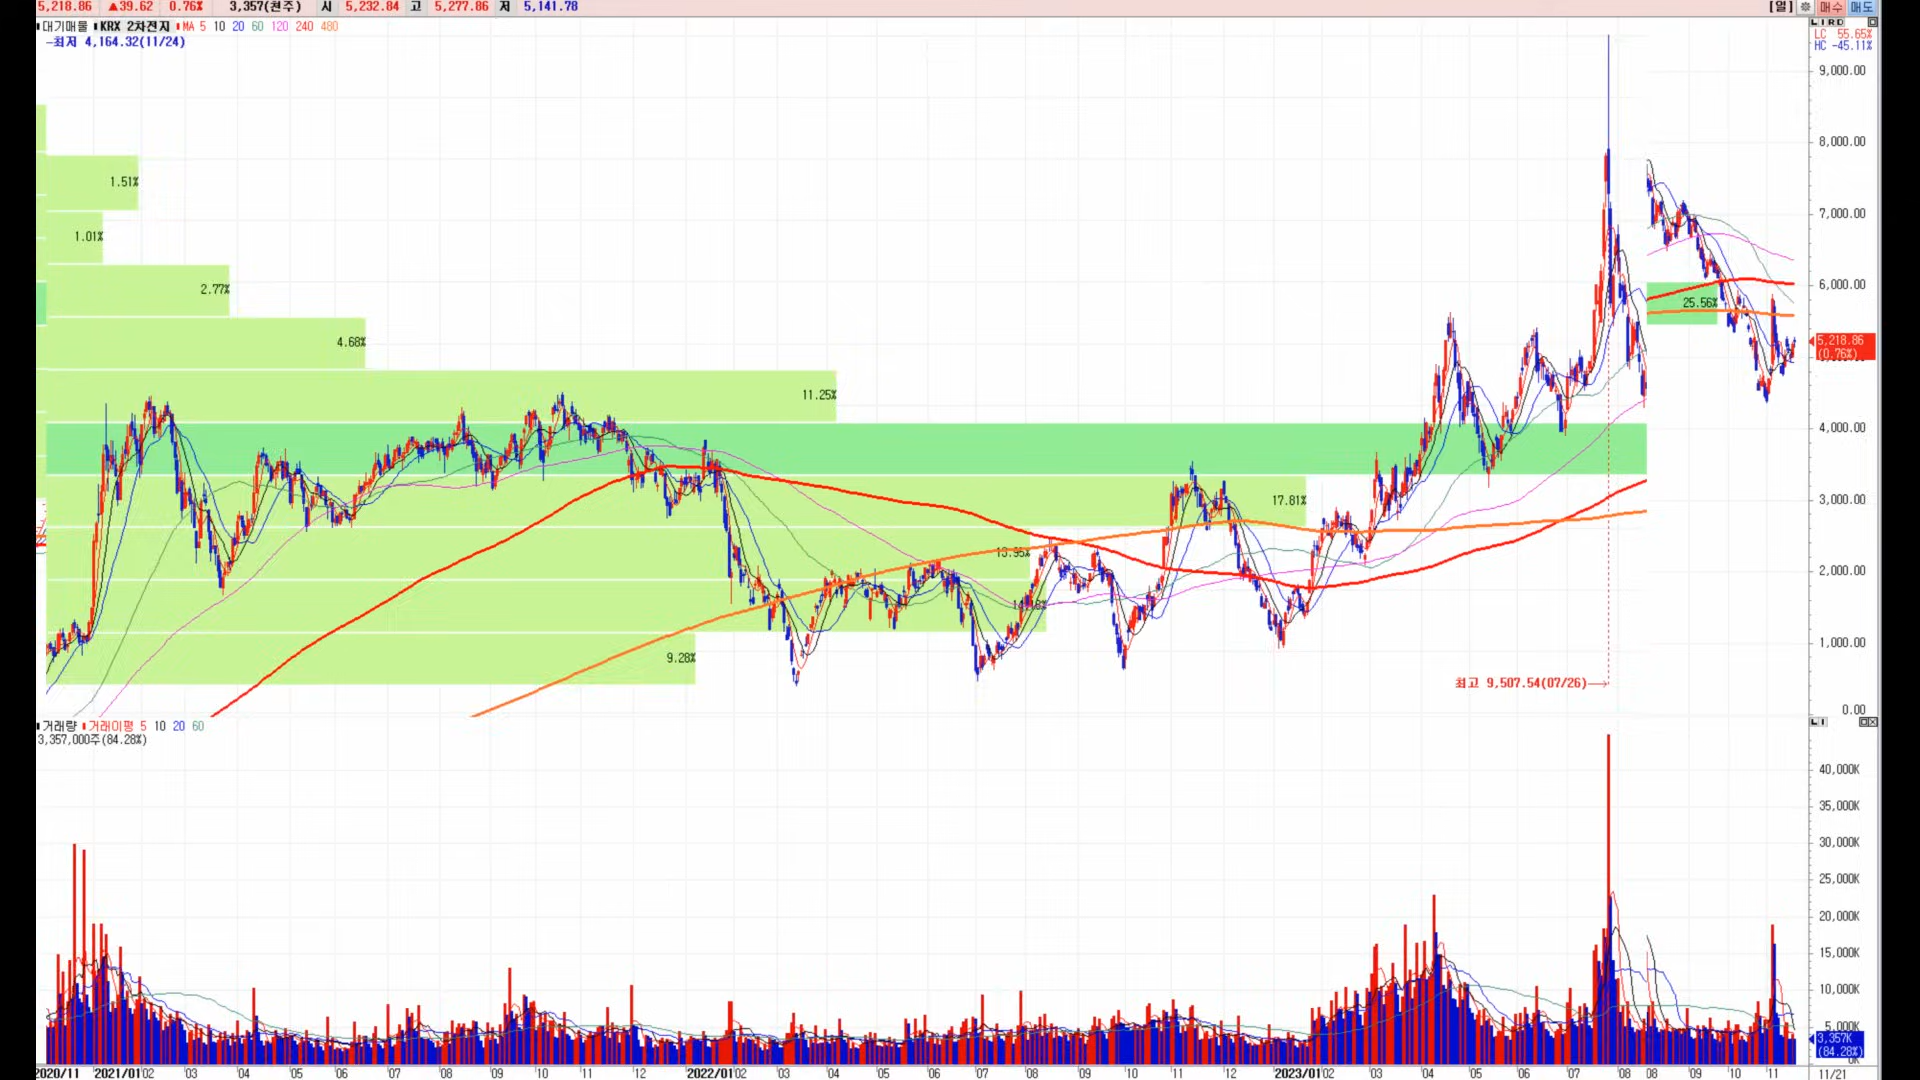 5,218.86 ▲39.62 0.76% 3,357(천주) 시 5,232.84 고 5,277.86 저 5,141.78 [일] 매수 매도
대기매물 KRX 2차전지 MA 5 10 20 60 120 240 480
최저 4,164.32(11/24)
LC 55.65%
HC -45.11%
9,000.00
8,000.00
1.51%
7,000.00
1.01%
6,000.00
2.77%
25.56%
4.68%
5,218.86
(0.76%)
11.25%
4,000.00
17.81%
3,000.00
13.95%
2,000.00
1,000.00
9.28%
최고 9,507.54(07/26)
0.00
거래량 거래이평 5 10 20 60
3,357,000주(84.28%)
40,000K
35,000K
30,000K
25,000K
20,000K
15,000K
10,000K
5,000K
3,357K
(84.28%)
0K
2020/11 2021/01 02 03 04 05 06 07 08 09 10 11 12 2022/01 02 03 04 05 06 07 08 09 10 11 12 2023/01 02 03 04 05 06 07 08 08 09 10 11 11/21